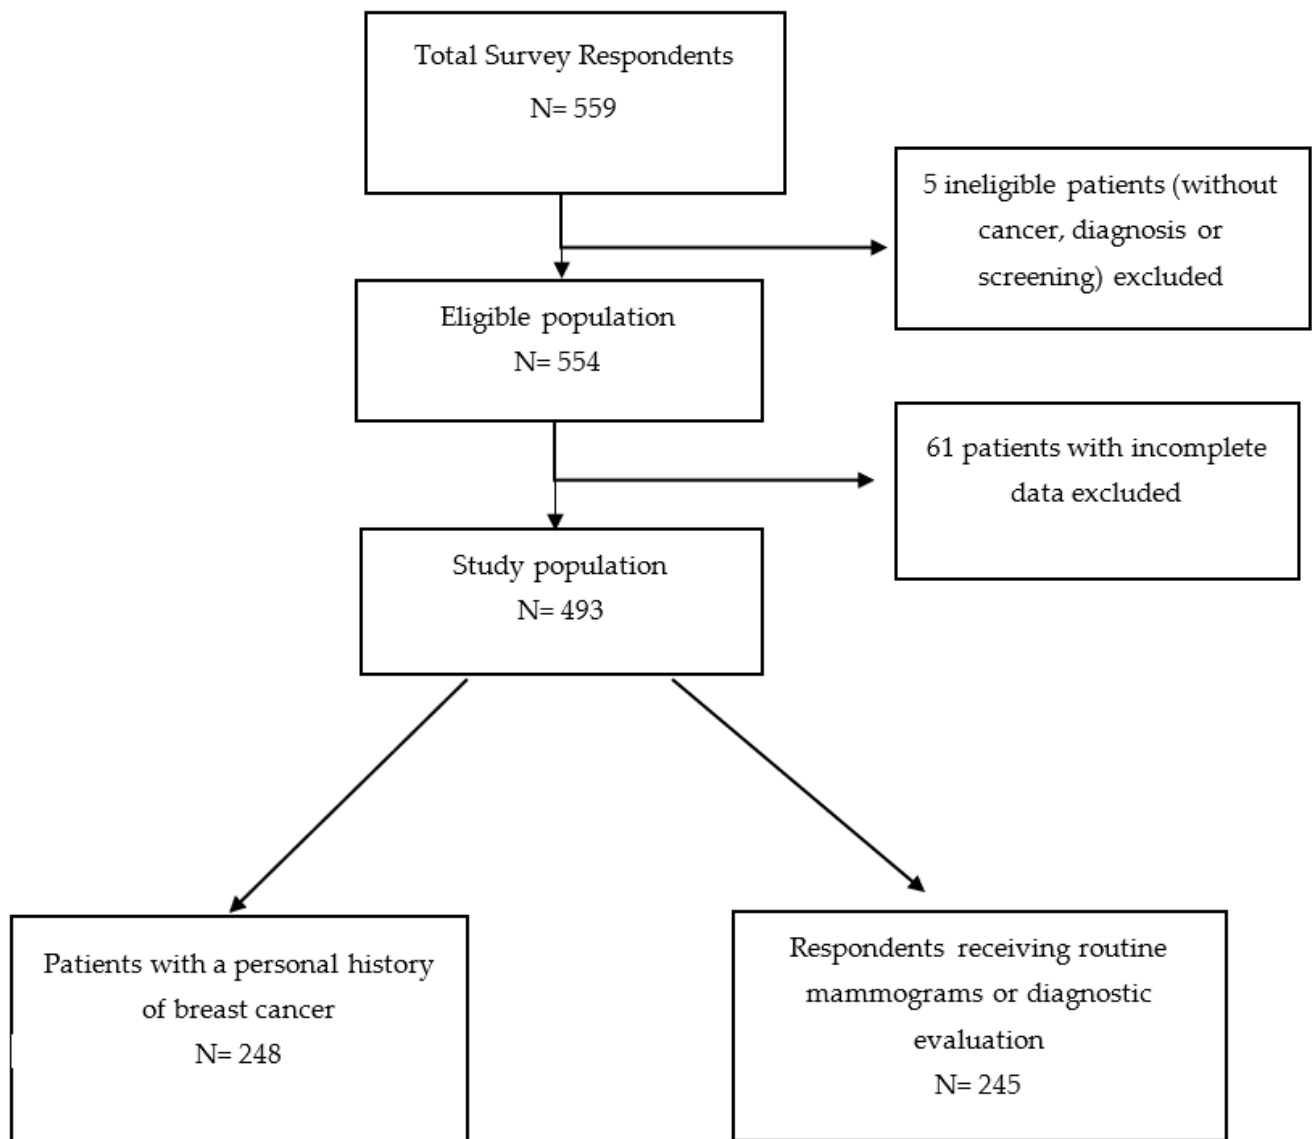 Total Survey Respondents
N= 559
5 ineligible patients (without
cancer, diagnosis or
screening) excluded
Eligible population
N= 554
61 patients with incomplete
data excluded
Study population
N= 493
Patients with a personal history
of breast cancer
N= 248
Respondents receiving routine
mammograms or diagnostic
evaluation
N= 245